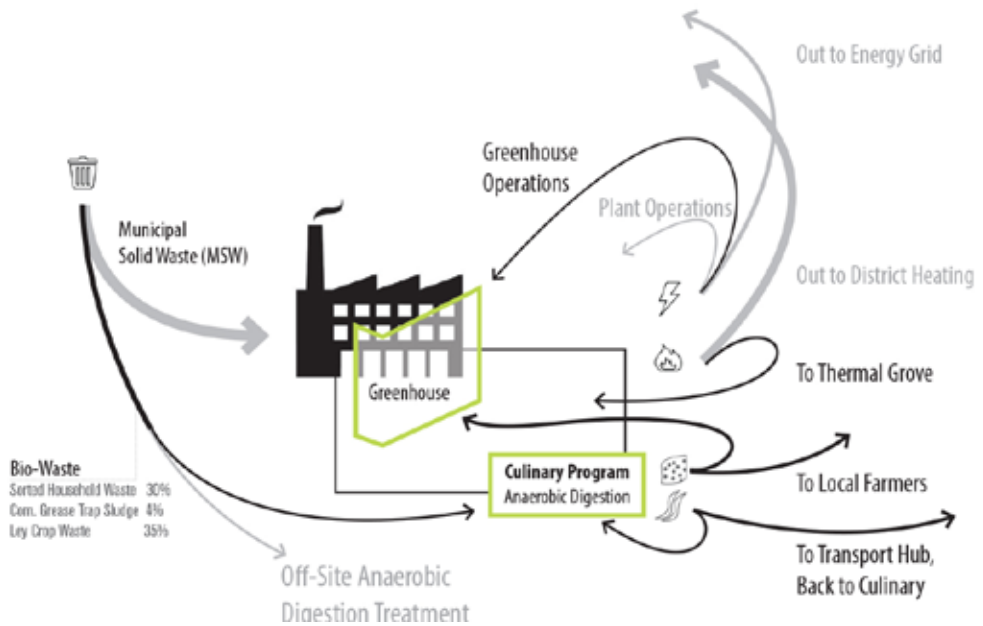 Out to Energy Grid
Greenhouse
Operations
Plant Operations
Municipal
Solid Waste (MSW)
Out to District Heating
Greenhouse
To Thermal Grove
Bio-Waste
Sorted Household Waste 30%
Com. Grease Trap Sludge 4%
Ley Crop Waste 35%
Culinary Program
Anaerobic Digestion
To Local Farmers
To Transport Hub,
Back to Culinary
Off-Site Anaerobic
Digestion Treatment